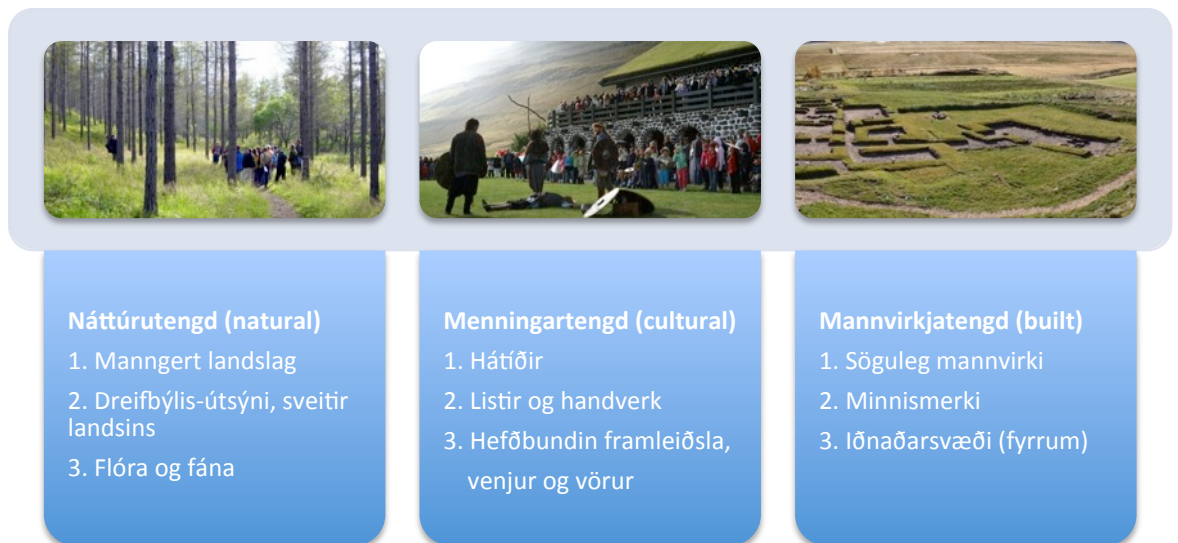 Náttúrutengd (natural)
1. Manngert landslag
2. Dreifbýlis-útsýni, sveitir
landsins
3. Flóra og fána
Menningartengd (cultural)
1. Hátíðir
2. Listir og handverk
3. Hefðbundin framleiðsla,
venjur og vörur
Mannvirkjatengd (built)
1. Söguleg mannvirki
2. Minnismerki
3. Iðnaðarsvæði (fyrrum)